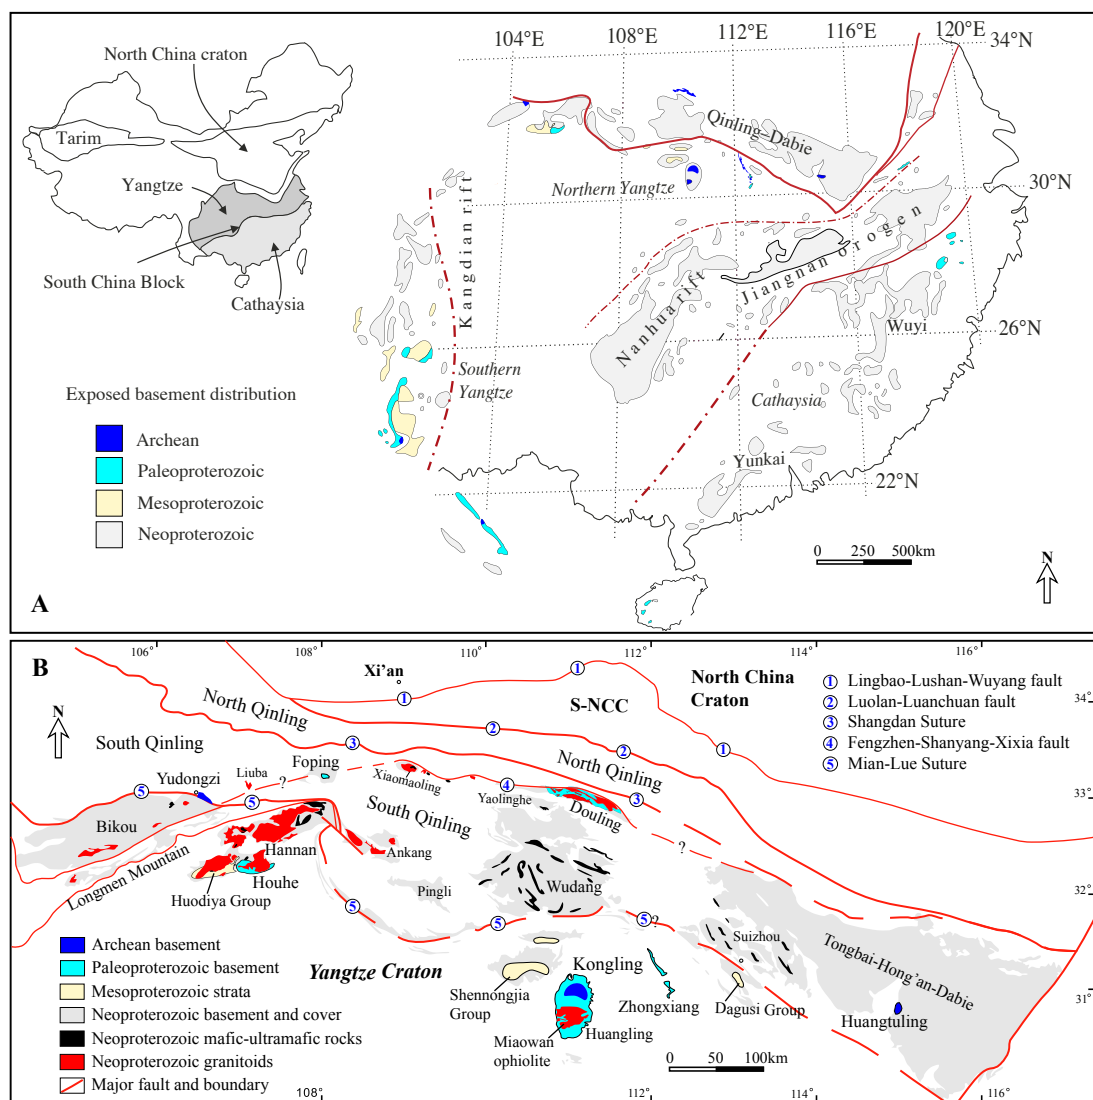 104°E
108°E
112°E
116°E
120°E
34°N
North China craton
Tarim
Yangtze
South China Block
Cathaysia
Qinling–Dabie
Northern Yangtze
30°N
Kangdian rift
Jiangnan orogen
Nanhua rift
Wuyi
26°N
Southern
Yangtze
Cathaysia
Yunkai
22°N
Exposed basement distribution
Archean
Paleoproterozoic
Mesoproterozoic
Neoproterozoic
0 250 500km
N
A
B
106°
108°
110°
112°
114°
116°
Xi'an
North China
Craton
S-NCC
34°
1 Lingbao-Lushan-Wuyang fault
2 Luolan-Luanchuan fault
3 Shangdan Suture
4 Fengzhen-Shanyang-Xixia fault
5 Mian-Lue Suture
1
1
1
2
2
3
3
4
5
5
5
5
5
N
North Qinling
South Qinling
Foping
Liuba
?
Yudongzi
Xiaomaoling
North Qinling
33°
Yaolinghe
Douling
South Qinling
Bikou
Hannan
Ankang
?
Longmen Mountain
Houhe
Huodiya Group
Pingli
Wudang
32°
?
Suizhou
Tongbai-Hong'an-Dabie
Yangtze Craton
Kongling
Shennongjia
Group
Zhongxiang
Dagusi Group
31°
Huangtuling
Miaowan
ophiolite
Huangling
Archean basement
Paleoproterozoic basement
Mesoproterozoic strata
Neoproterozoic basement and cover
Neoproterozoic mafic-ultramafic rocks
Neoproterozoic granitoids
Major fault and boundary
0 50 100km
108°
112°
114°
116°